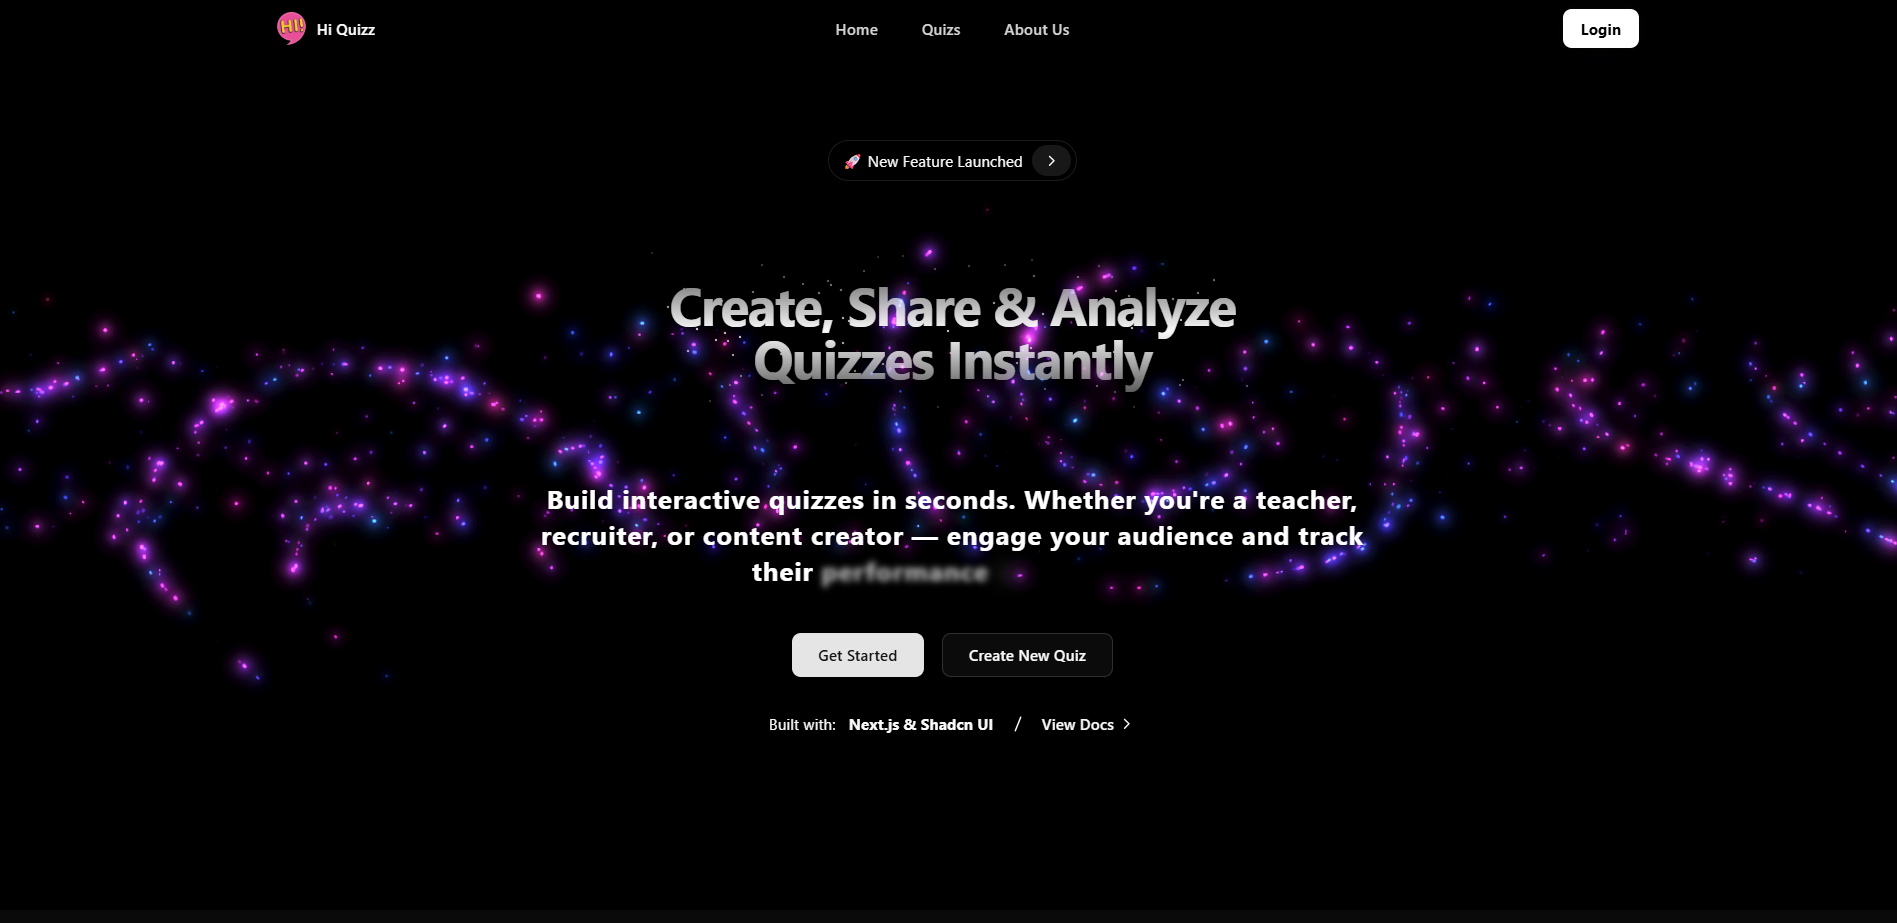 HI!
Hi Quizz
Home
Quizs
About Us
Login
🚀 New Feature Launched
Create, Share & Analyze
Quizzes Instantly
Build interactive quizzes in seconds. Whether you're a teacher,
recruiter, or content creator — engage your audience and track
their performance
Get Started
Create New Quiz
Built with: Next.js & Shadcn UI / View Docs